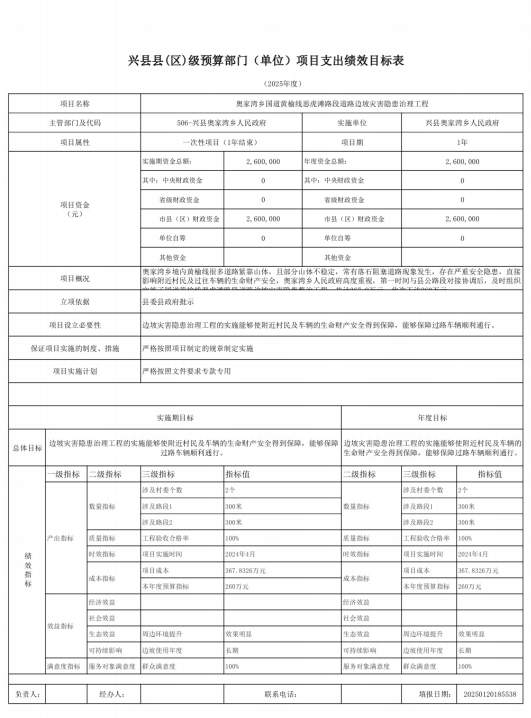 兴县县(区)级预算部门（单位）项目支出绩效目标表
（2025年度）
项目名称 奥家湾乡国道黄榆线恶虎滩路段道路边坡灾害隐患治理工程
主管部门及代码 506-兴县奥家湾乡人民政府 实施单位 兴县奥家湾乡人民政府
项目属性 一次性项目（1年结束） 项目期 1年
项目资金（元） 实施期资金总额： 2,600,000 年度资金总额： 2,600,000
其中：中央财政资金 0 其中：中央财政资金 0
省级财政资金 0 省级财政资金 0
市县（区）财政资金 2,600,000 市县（区）财政资金 2,600,000
单位自筹 0 单位自筹 0
其他资金 其他资金
项目概况 奥家湾乡境内黄榆线很多道路紧靠山体，且部分山体不稳定，常有落石阻塞道路现象发生，存在严重安全隐患，直接
影响附近村民及过往车辆的生命财产安全，奥家湾乡人民政府高度重视，第一时间与县公路段对接协调后，及时组织
立项依据 县委县政府批示
项目设立必要性 边坡灾害隐患治理工程的实施能够使附近村民及车辆的生命财产安全得到保障，能够保障过路车辆顺利通行。
保证项目实施的制度、措施 严格按照项目制定的规章制定实施
项目实施计划 严格按照文件要求专款专用
实施期目标 年度目标
总体目标 边坡灾害隐患治理工程的实施能够使附近村民及车辆的生命财产安全得到保障，能够保障过路车辆顺利通行。 边坡灾害隐患治理工程的实施能够使附近村民及车辆的生命财产安全得到保障，能够保障过路车辆顺利通行。
绩效指标 一级指标 二级指标 三级指标 指标值 二级指标 三级指标 指标值
产出指标 数量指标 涉及村委个数 2个 数量指标 涉及村委个数 2个
涉及路段1 300米 涉及路段1 300米
涉及路段2 300米 涉及路段2 300米
质量指标 工程验收合格率 100% 质量指标 工程验收合格率 100%
时效指标 项目实施时间 2024年4月 时效指标 项目实施时间 2024年4月
成本指标 项目成本 367.8326万元 成本指标 项目成本 367.8326万元
本年度预算指标 260万元 本年度预算指标 260万元
效益指标 经济效益 经济效益
社会效益 社会效益
生态效益 周边环境提升 效果明显 生态效益 周边环境提升 效果明显
可持续影响 边坡使用年度 长期 可持续影响 边坡使用年度 长期
满意度指标 服务对象满意度 群众满意度 100% 服务对象满意度 群众满意度 100%
负责人： 经办人： 联系电话： 填报日期： 20250120185538